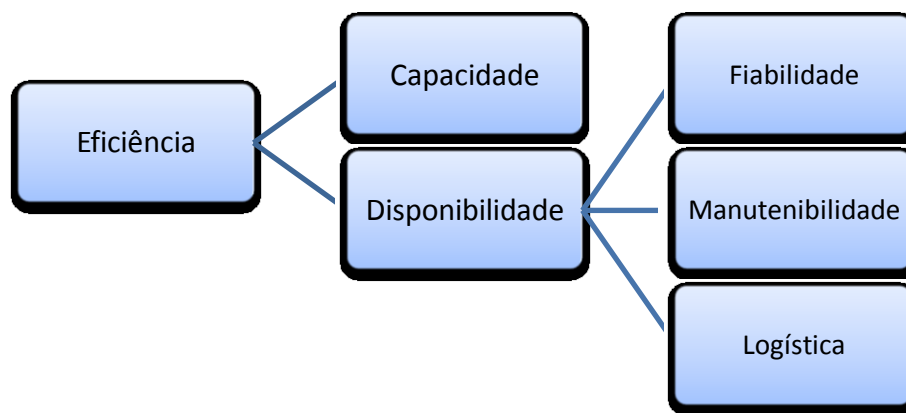 Eficiência
Capacidade
Disponibilidade
Fiabilidade
Manutenibilidade
Logística